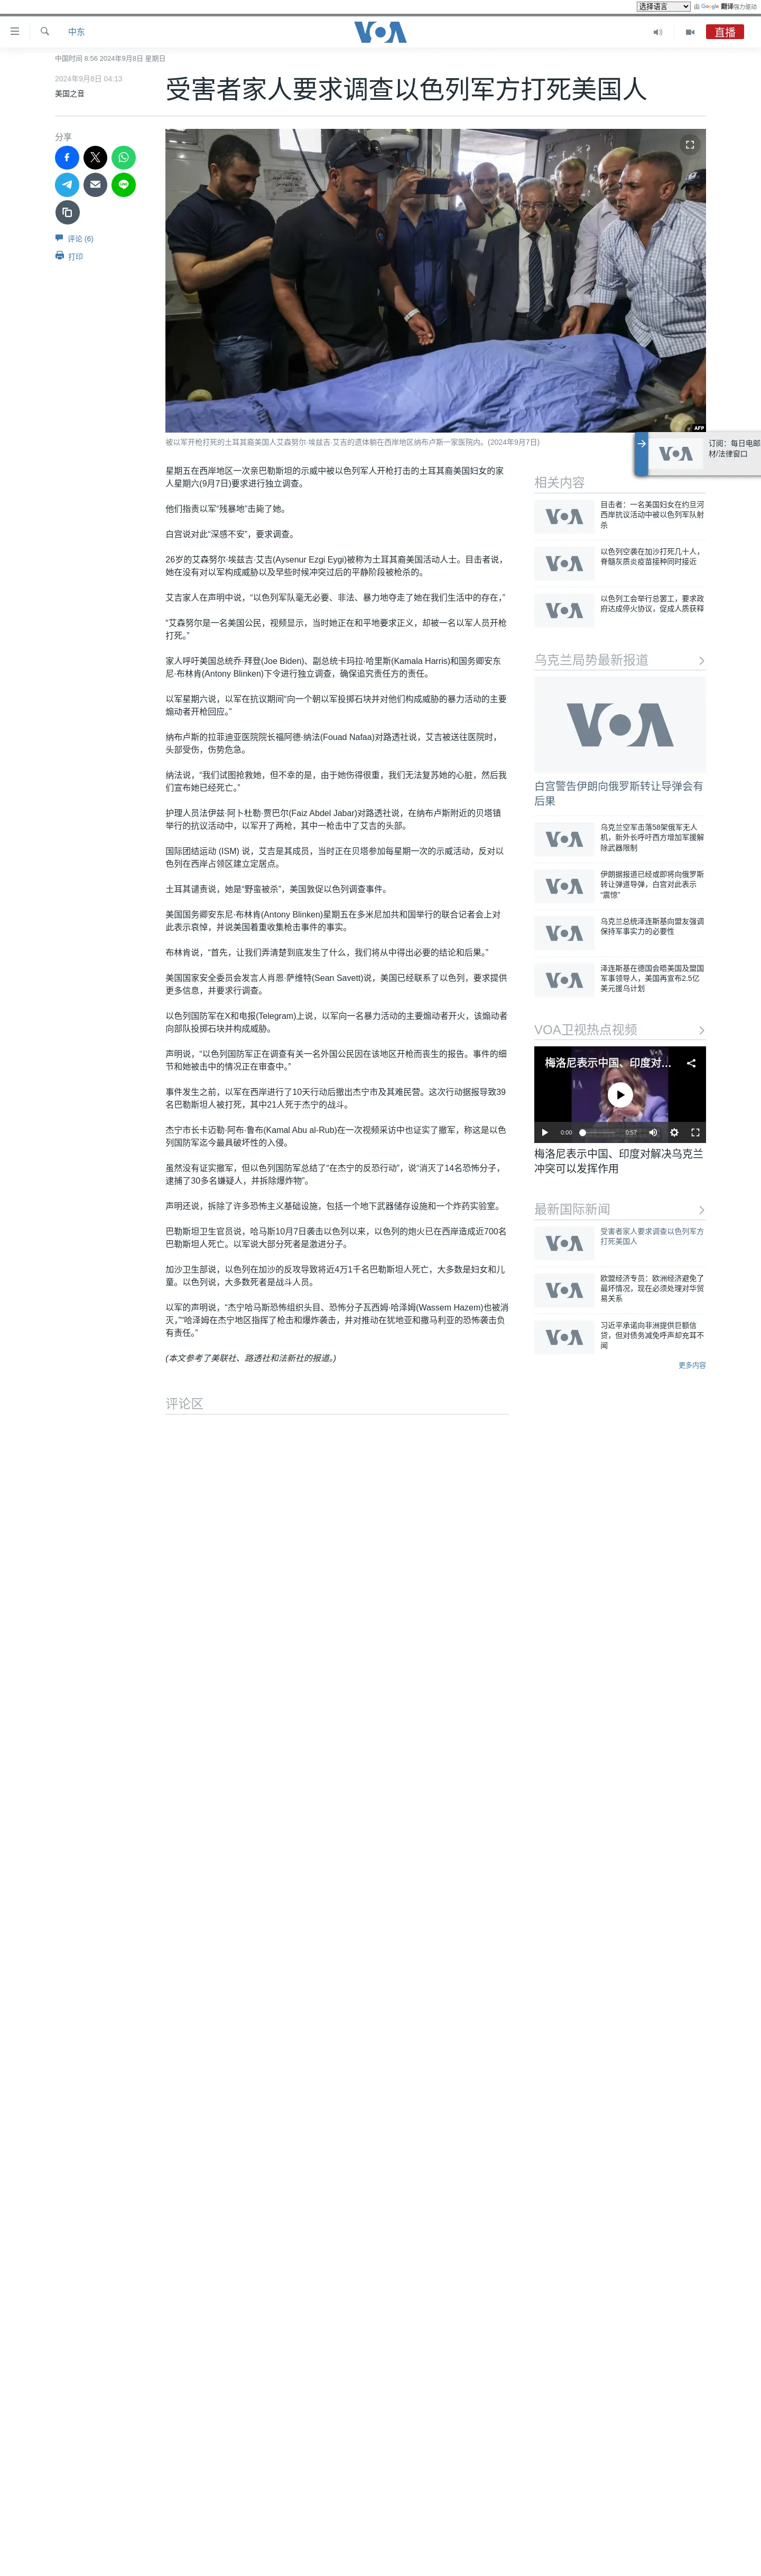 选择语言
由 Google 翻译强力驱动
中东
VOA
直播
中国时间 8:56 2024年9月8日 星期日
2024年9月8日 04:13
美国之音
受害者家人要求调查以色列军方打死美国人
分享
评论 (6)
打印
AFP
被以军开枪打死的土耳其裔美国人艾森努尔·埃兹吉·艾吉的遗体躺在西岸地区纳布卢斯一家医院内。(2024年9月7日)
订阅：每日电邮
材/法律窗口
星期五在西岸地区一次亲巴勒斯坦的示威中被以色列军人开枪打击的土耳其裔美国妇女的家
人星期六(9月7日)要求进行独立调查。
他们指责以军“残暴地”击毙了她。
白宫说对此“深感不安”，要求调查。
26岁的艾森努尔·埃兹吉·艾吉(Aysenur Ezgi Eygi)被称为土耳其裔美国活动人士。目击者说，
她在没有对以军构成威胁以及早些时候冲突过后的平静阶段被枪杀的。
艾吉家人在声明中说，“以色列军队毫无必要、非法、暴力地夺走了她在我们生活中的存在，”
“艾森努尔是一名美国公民，视频显示，当时她正在和平地要求正义，却被一名以军人员开枪
打死。”
家人呼吁美国总统乔·拜登(Joe Biden)、副总统卡玛拉·哈里斯(Kamala Harris)和国务卿安东
尼·布林肯(Antony Blinken)下令进行独立调查，确保追究责任方的责任。
以军星期六说，以军在抗议期间“向一个朝以军投掷石块并对他们构成威胁的暴力活动的主要
煽动者开枪回应。”
纳布卢斯的拉菲迪亚医院院长福阿德·纳法(Fouad Nafaa)对路透社说，艾吉被送往医院时，
头部受伤，伤势危急。
纳法说，“我们试图抢救她，但不幸的是，由于她伤得很重，我们无法复苏她的心脏，然后我
们宣布她已经死亡。”
护理人员法伊兹·阿卜杜勒·贾巴尔(Faiz Abdel Jabar)对路透社说，在纳布卢斯附近的贝塔镇
举行的抗议活动中，以军开了两枪，其中一枪击中了艾吉的头部。
国际团结运动 (ISM) 说，艾吉是其成员，当时正在贝塔参加每星期一次的示威活动，反对以
色列在西岸占领区建立定居点。
土耳其谴责说，她是“野蛮被杀”，美国敦促以色列调查事件。
美国国务卿安东尼·布林肯(Antony Blinken)星期五在多米尼加共和国举行的联合记者会上对
此表示哀悼，并说美国着重收集枪击事件的事实。
布林肯说，“首先，让我们弄清楚到底发生了什么，我们将从中得出必要的结论和后果。”
美国国家安全委员会发言人肖恩·萨维特(Sean Savett)说，美国已经联系了以色列，要求提供
更多信息，并要求行调查。
以色列国防军在X和电报(Telegram)上说，以军向一名暴力活动的主要煽动者开火，该煽动者
向部队投掷石块并构成威胁。
声明说，“以色列国防军正在调查有关一名外国公民因在该地区开枪而丧生的报告。事件的细
节和她被击中的情况正在审查中。”
事件发生之前，以军在西岸进行了10天行动后撤出杰宁市及其难民营。这次行动据报导致39
名巴勒斯坦人被打死，其中21人死于杰宁的战斗。
杰宁市长卡迈勒·阿布·鲁布(Kamal Abu al-Rub)在一次视频采访中也证实了撤军，称这是以色
列国防军迄今最具破坏性的入侵。
虽然没有证实撤军，但以色列国防军总结了“在杰宁的反恐行动”，说“消灭了14名恐怖分子，
逮捕了30多名嫌疑人，并拆除爆炸物”。
声明还说，拆除了许多恐怖主义基础设施，包括一个地下武器储存设施和一个炸药实验室。
巴勒斯坦卫生官员说，哈马斯10月7日袭击以色列以来，以色列的炮火已在西岸造成近700名
巴勒斯坦人死亡。以军说大部分死者是激进分子。
加沙卫生部说，以色列在加沙的反攻导致将近4万1千名巴勒斯坦人死亡，大多数是妇女和儿
童。以色列说，大多数死者是战斗人员。
以军的声明说，“杰宁哈马斯恐怖组织头目、恐怖分子瓦西姆·哈泽姆(Wassem Hazem)也被消
灭，”“哈泽姆在杰宁地区指挥了枪击和爆炸袭击，并对推动在犹地亚和撒马利亚的恐怖袭击负
有责任。”
(本文参考了美联社、路透社和法新社的报道。)
评论区
相关内容
目击者：一名美国妇女在约旦河
西岸抗议活动中被以色列军队射
杀
以色列空袭在加沙打死几十人，
脊髓灰质炎疫苗接种同时接近
以色列工会举行总罢工，要求政
府达成停火协议，促成人质获释
乌克兰局势最新报道
VOA
白宫警告伊朗向俄罗斯转让导弹会有
后果
乌克兰空军击落58架俄军无人
机，新外长呼吁西方增加军援解
除武器限制
伊朗据报道已经或即将向俄罗斯
转让弹道导弹，白宫对此表示
“震惊”
乌克兰总统泽连斯基向盟友强调
保持军事实力的必要性
泽连斯基在德国会晤美国及盟国
军事领导人，美国再宣布2.5亿
美元援乌计划
VOA卫视热点视频
梅洛尼表示中国、印度对…
0:00
0:57
梅洛尼表示中国、印度对解决乌克兰
冲突可以发挥作用
最新国际新闻
受害者家人要求调查以色列军方
打死美国人
欧盟经济专员：欧洲经济避免了
最坏情况，现在必须处理对华贸
易关系
习近平承诺向非洲提供巨额信
贷，但对债务减免呼声却充耳不
闻
更多内容